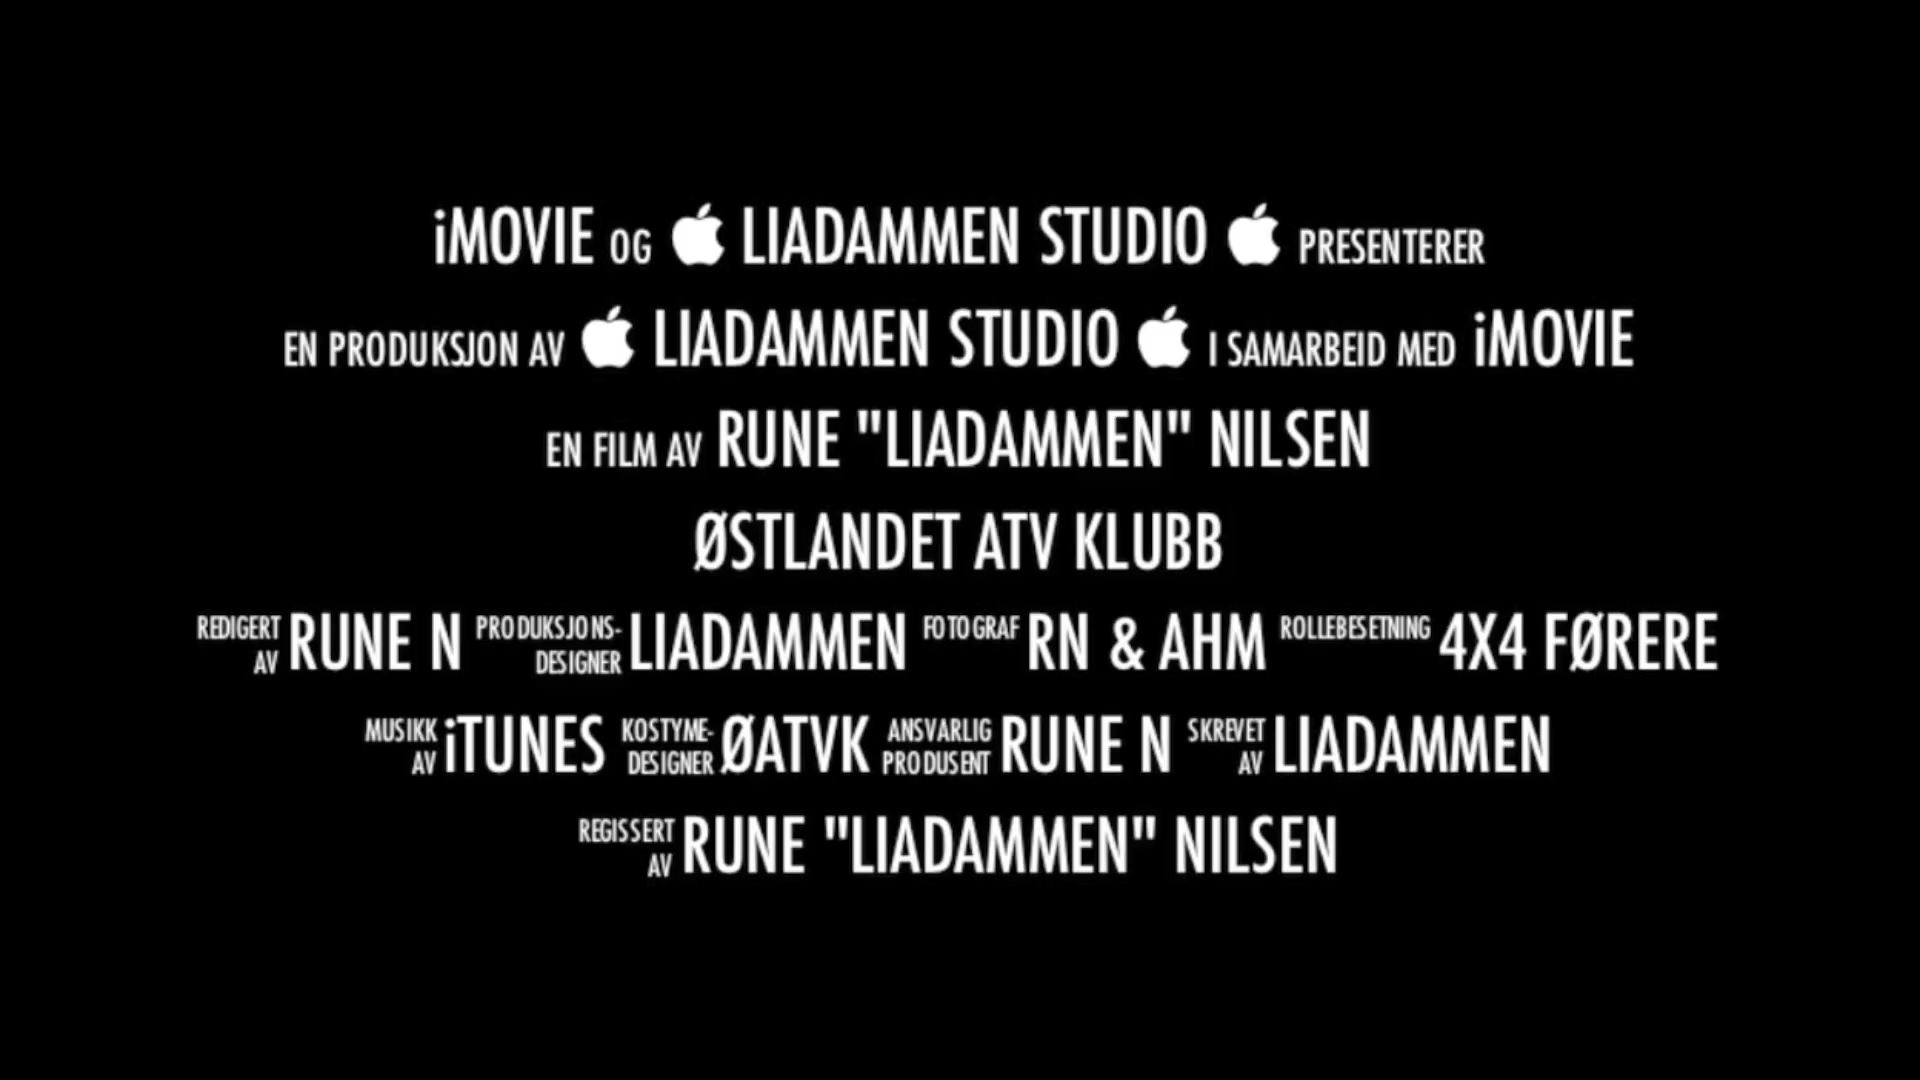 iMOVIE OG  LIADAMMEN STUDIO  PRESENTERER
EN PRODUKSJON AV  LIADAMMEN STUDIO  I SAMARBEID MED iMOVIE
EN FILM AV RUNE "LIADAMMEN" NILSEN
ØSTLANDET ATV KLUBB
REDIGERT AV RUNE N PRODUKSJONS-DESIGNER LIADAMMEN FOTOGRAF RN & AHM ROLLEBESETNING 4X4 FØRERE
MUSIKK AV iTUNES KOSTYME-DESIGNER ØATVK ANSVARLIG PRODUSENT RUNE N SKREVET AV LIADAMMEN
REGISSERT AV RUNE "LIADAMMEN" NILSEN